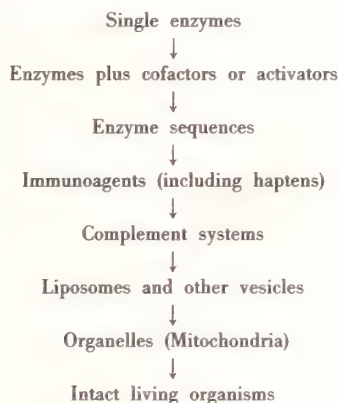 Single enzymes
↓
Enzymes plus cofactors or activators
↓
Enzyme sequences
↓
Immunoagents (including haptens)
↓
Complement systems
↓
Liposomes and other vesicles
↓
Organelles (Mitochondria)
↓
Intact living organisms